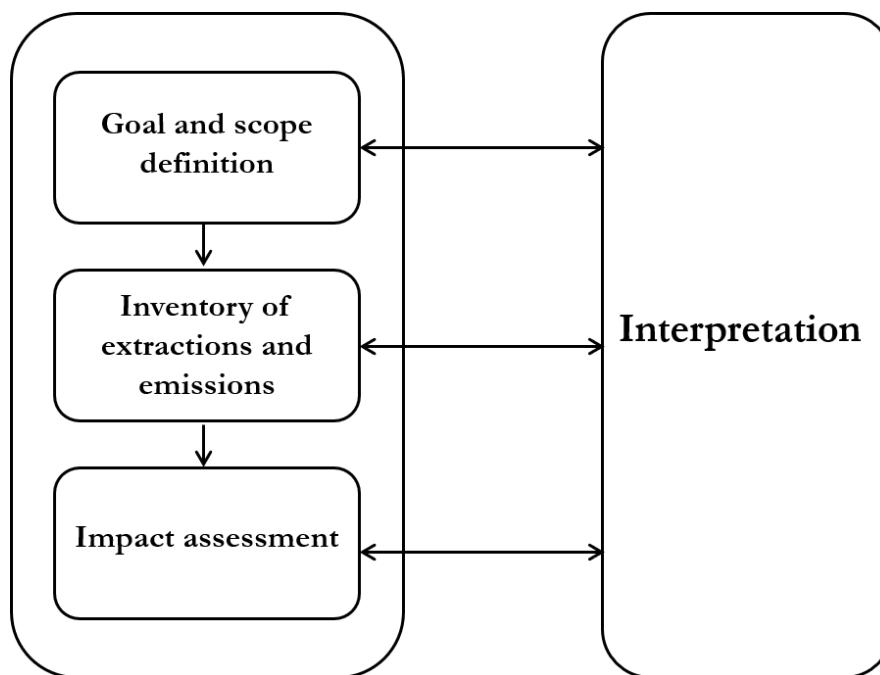 Goal and scope
definition
Inventory of
extractions and
emissions
Impact assessment
Interpretation